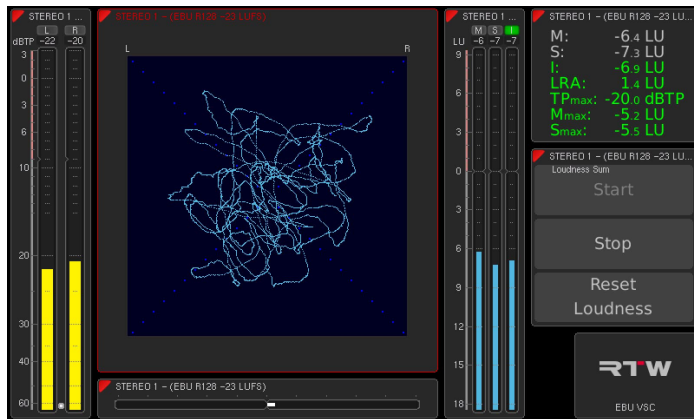 STEREO 1 ...
L R
dBTP -22 -20
3
0
3
6
10
20
30
40
60
STEREO 1 – (EBU R128 -23 LUFS)
L R
STEREO 1 – (EBU R128 -23 LUFS)
STEREO 1 ...
M S I
LU -6 -7 -7
9
6
3
0
3
6
9
12
15
18
STEREO 1 – (EBU R128 -23 LU...
M: -6.4 LU
S: -7.3 LU
I: -6.9 LU
LRA: 1.4 LU
TPmax: -20.0 dBTP
Mmax: -5.2 LU
Smax: -5.5 LU
STEREO 1 – (EBU R128 -23 LU...
Loudness Sum
Start
Stop
Reset
Loudness
RTW
EBU VSC